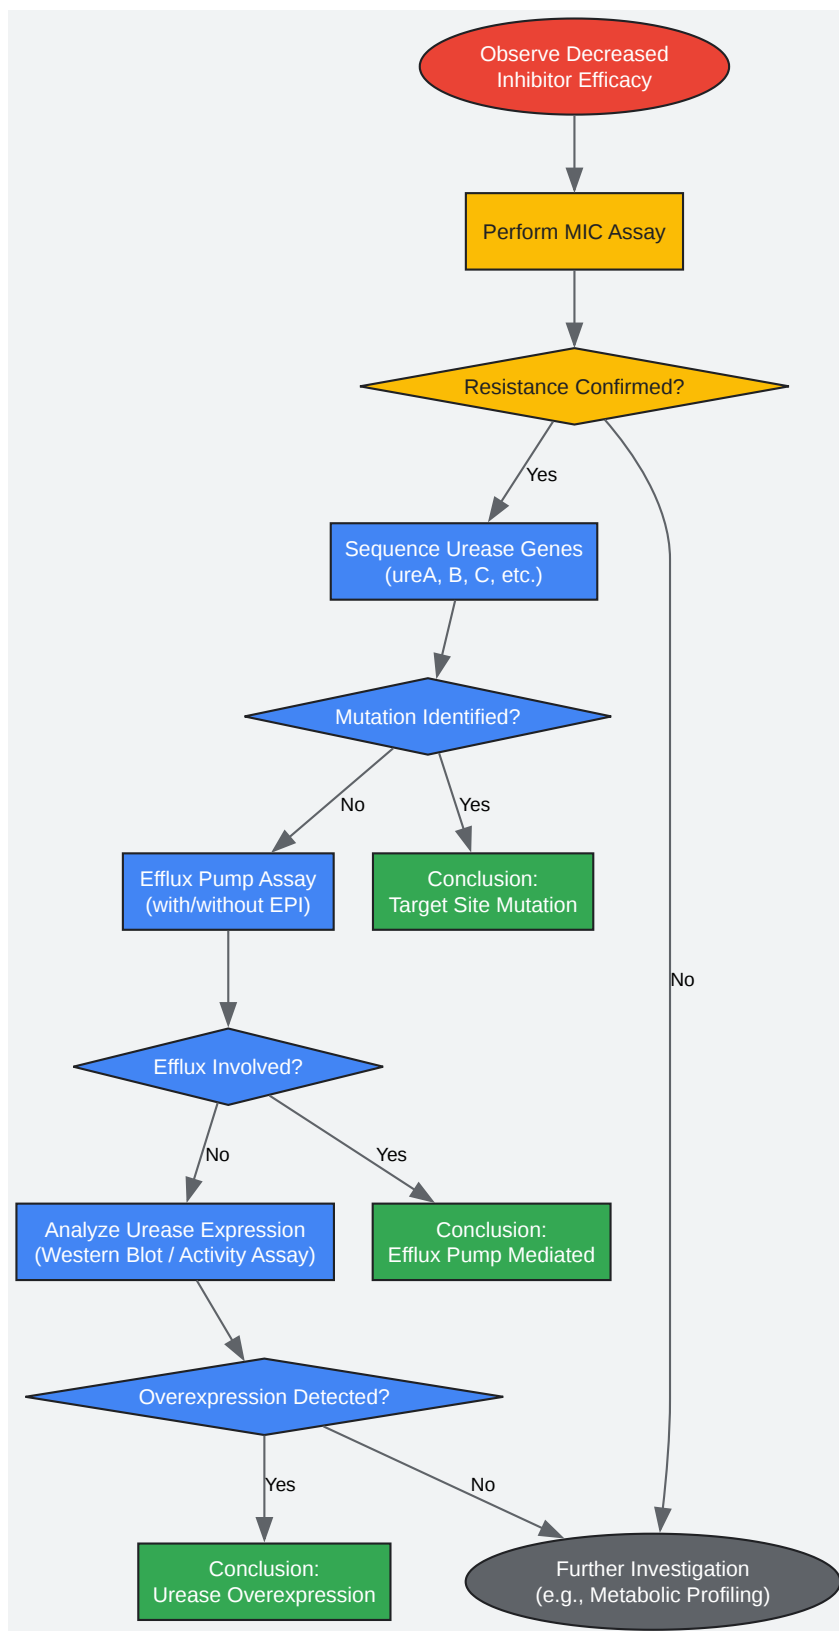 Observe Decreased
Inhibitor Efficacy
Perform MIC Assay
Resistance Confirmed?
Yes
Sequence Urease Genes
(ureA, B, C, etc.)
Mutation Identified?
No
Yes
Efflux Pump Assay
(with/without EPI)
Conclusion:
Target Site Mutation
No
Efflux Involved?
No
Yes
Analyze Urease Expression
(Western Blot / Activity Assay)
Conclusion:
Efflux Pump Mediated
Overexpression Detected?
Yes
No
Conclusion:
Urease Overexpression
Further Investigation
(e.g., Metabolic Profiling)